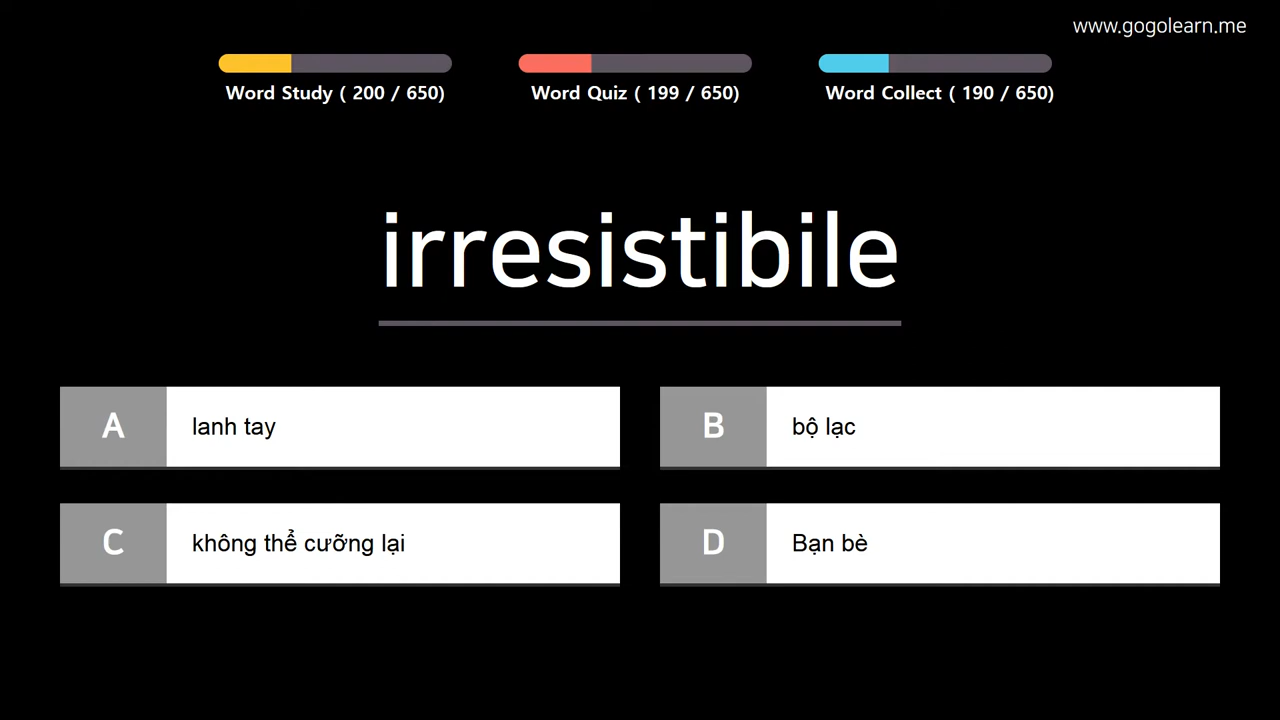 www.gogolearn.me
Word Study ( 200 / 650)
Word Quiz ( 199 / 650)
Word Collect ( 190 / 650)
irresistibile
A lanh tay
B bộ lạc
C không thể cưỡng lại
D Bạn bè